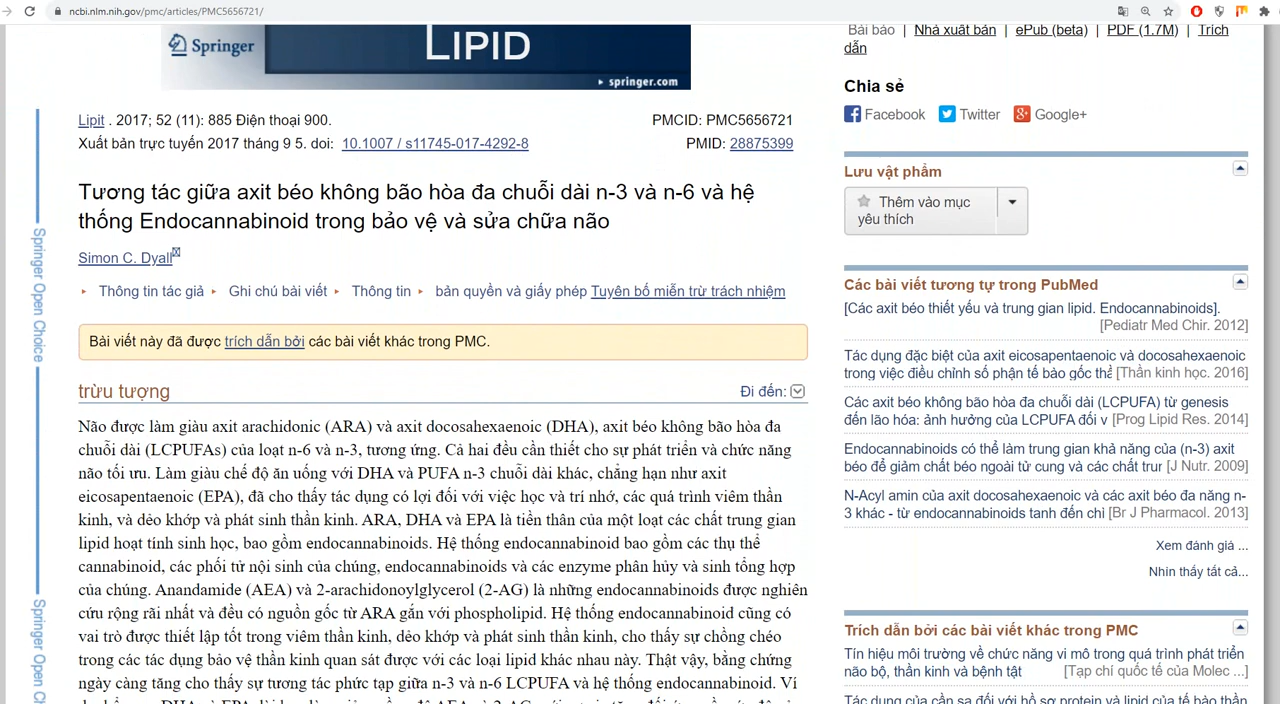 ncbi.nlm.nih.gov/pmc/articles/PMC5656721/
Springer
LIPID
springer.com
Lipit . 2017; 52 (11): 885 Điện thoại 900.
PMCID: PMC5656721
Xuất bản trực tuyến 2017 tháng 9 5. doi: 10.1007 / s11745-017-4292-8
PMID: 28875399
Tương tác giữa axit béo không bão hòa đa chuỗi dài n-3 và n-6 và hệ
thống Endocannabinoid trong bảo vệ và sửa chữa não
Simon C. Dyall
Thông tin tác giả Ghi chú bài viết Thông tin bản quyền và giấy phép Tuyên bố miễn trừ trách nhiệm
Bài viết này đã được trích dẫn bởi các bài viết khác trong PMC.
trừu tượng
Đi đến:
Não được làm giàu axit arachidonic (ARA) và axit docosahexaenoic (DHA), axit béo không bão hòa đa
chuỗi dài (LCPUFAs) của loạt n-6 và n-3, tương ứng. Cả hai đều cần thiết cho sự phát triển và chức năng
não tối ưu. Làm giàu chế độ ăn uống với DHA và PUFA n-3 chuỗi dài khác, chẳng hạn như axit
eicosapentaenoic (EPA), đã cho thấy tác dụng có lợi đối với việc học và trí nhớ, các quá trình viêm thần
kinh, và dẻo khớp và phát sinh thần kinh. ARA, DHA và EPA là tiền thân của một loạt các chất trung gian
lipid hoạt tính sinh học, bao gồm endocannabinoids. Hệ thống endocannabinoid bao gồm các thụ thể
cannabinoid, các phối tử nội sinh của chúng, endocannabinoids và các enzyme phân hủy và sinh tổng hợp
của chúng. Anandamide (AEA) và 2-arachidonoylglycerol (2-AG) là những endocannabinoids được nghiên
cứu rộng rãi nhất và đều có nguồn gốc từ ARA gắn với phospholipid. Hệ thống endocannabinoid cũng có
vai trò được thiết lập tốt trong viêm thần kinh, dẻo khớp và phát sinh thần kinh, cho thấy sự chồng chéo
trong các tác dụng bảo vệ thần kinh quan sát được với các loại lipid khác nhau này. Thật vậy, bằng chứng
ngày càng tăng cho thấy sự tương tác phức tạp giữa n-3 và n-6 LCPUFA và hệ thống endocannabinoid. Ví
Springer Open Choice
Springer Open Ch
Bài báo | Nhà xuất bản | ePub (beta) | PDF (1.7M) | Trích
dẫn
Chia sẻ
Facebook Twitter Google+
Lưu vật phẩm
Thêm vào mục
yêu thích
Các bài viết tương tự trong PubMed
[Các axit béo thiết yếu và trung gian lipid. Endocannabinoids].
[Pediatr Med Chir. 2012]
Tác dụng đặc biệt của axit eicosapentaenoic và docosahexaenoic
trong việc điều chỉnh số phận tế bào gốc [Thần kinh học. 2016]
Các axit béo không bão hòa đa chuỗi dài (LCPUFA) từ genesis
đến lão hóa: ảnh hưởng của LCPUFA đối v [Prog Lipid Res. 2014]
Endocannabinoids có thể làm trung gian khả năng của (n-3) axit
béo để giảm chất béo ngoài tử cung và các chất trur [J Nutr. 2009]
N-Acyl amin của axit docosahexaenoic và các axit béo đa năng n-
3 khác - từ endocannabinoids tanh đến chi [Br J Pharmacol. 2013]
Xem đánh giá ...
Nhìn thấy tất cả...
Trích dẫn bởi các bài viết khác trong PMC
Tín hiệu môi trường về chức năng vi mô trong quá trình phát triển
não bộ, thần kinh và bệnh tật [Tạp chí quốc tế của Molec ...]
Tác dụng của cần sa đối với hồ sơ protein và lipid của tế bào thần